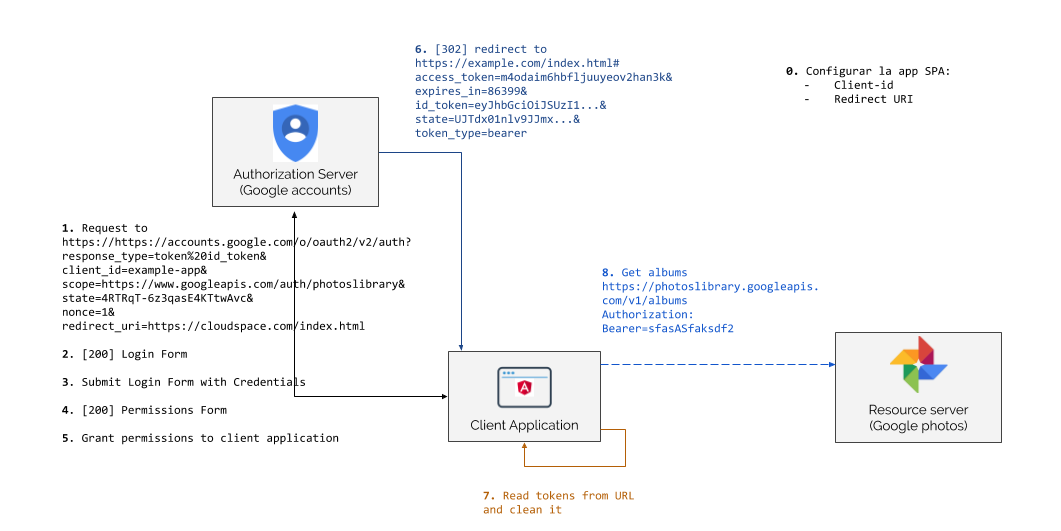 6. [302] redirect to
https://example.com/index.html#
access_token=m4odaim6hbfljuuyeov2han3k&
expires_in=86399&
id_token=eyJhbGciOiJSUzI1...&
state=UJTdx01nlv9JJmx...&
token_type=bearer
0. Configurar la app SPA:
- Client-id
- Redirect URI
Authorization Server
(Google accounts)
1. Request to
https://https://accounts.google.com/o/oauth2/v2/auth?
response_type=token%20id_token&
client_id=example-app&
scope=https://www.googleapis.com/auth/photoslibrary&
state=4RTRqT-6z3qasE4KTtwAvc&
nonce=1&
redirect_uri=https://cloudspace.com/index.html
2. [200] Login Form
3. Submit Login Form with Credentials
4. [200] Permissions Form
5. Grant permissions to client application
8. Get albums
https://photoslibrary.googleapis.
com/v1/albums
Authorization:
Bearer=sfasASfaksdf2
A
Client Application
Resource server
(Google photos)
7. Read tokens from URL
and clean it